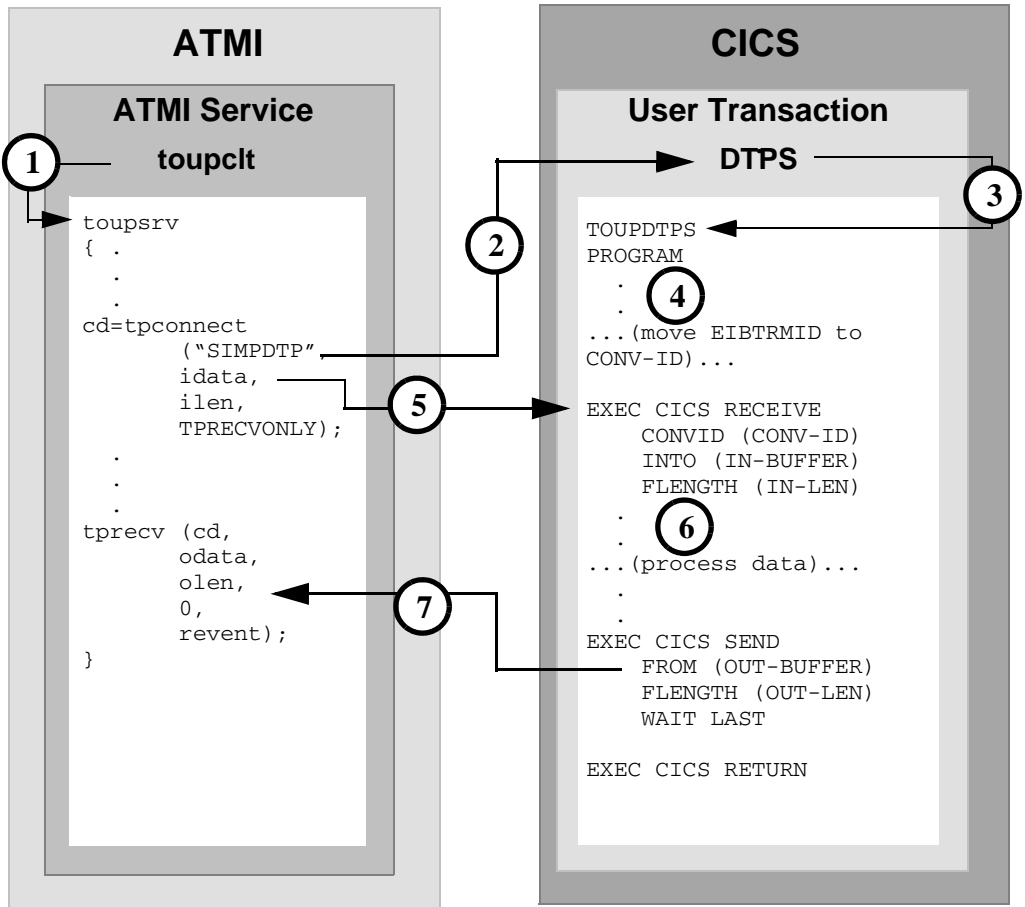 ATMI
ATMI Service
toupclt
1
toupsrv
{ .
.
.
cd=tpconnect
(“SIMPDTP”,
idata,
ilen,
TPRECVONLY);
.
.
.
tprecv (cd,
odata,
olen,
0,
revent);
}
2
5
7
CICS
User Transaction
DTPS
3
TOUPDTPS
PROGRAM
.
.
4
...(move EIBTRMID to
CONV-ID)...
EXEC CICS RECEIVE
CONVID (CONV-ID)
INTO (IN-BUFFER)
FLENGTH (IN-LEN)
.
.
6
...(process data)...
.
.
EXEC CICS SEND
FROM (OUT-BUFFER)
FLENGTH (OUT-LEN)
WAIT LAST
EXEC CICS RETURN